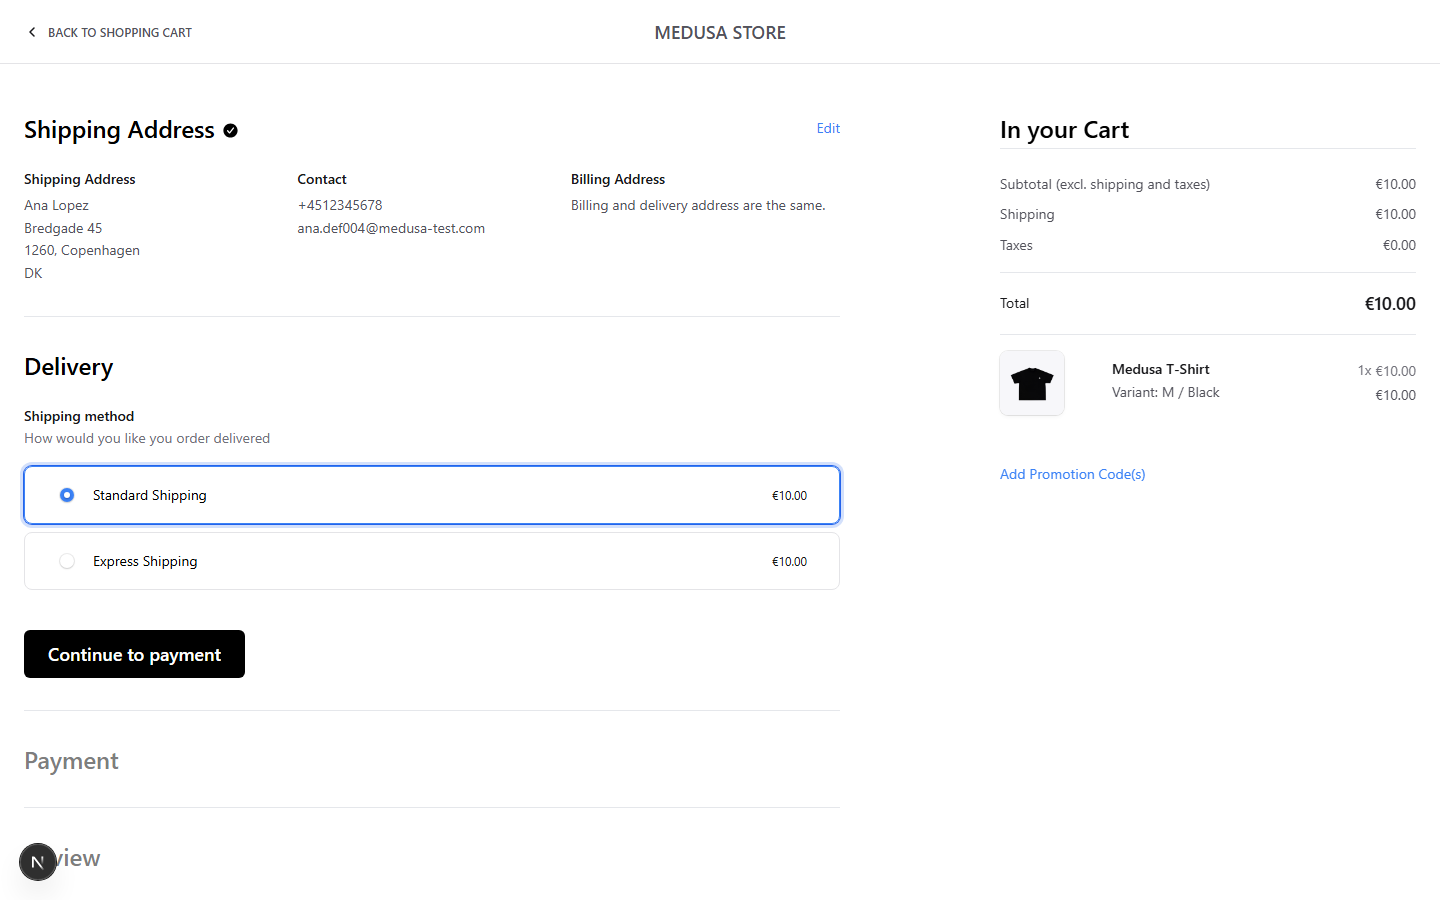 BACK TO SHOPPING CART
MEDUSA STORE
Shipping Address
Edit
Shipping Address
Ana Lopez
Bredgade 45
1260, Copenhagen
DK
Contact
+4512345678
ana.def004@medusa-test.com
Billing Address
Billing and delivery address are the same.
Delivery
Shipping method
How would you like you order delivered
Standard Shipping €10.00
Express Shipping €10.00
Continue to payment
Payment
N
view
In your Cart
Subtotal (excl. shipping and taxes) €10.00
Shipping €10.00
Taxes €0.00
Total €10.00
Medusa T-Shirt 1x €10.00
Variant: M / Black €10.00
Add Promotion Code(s)